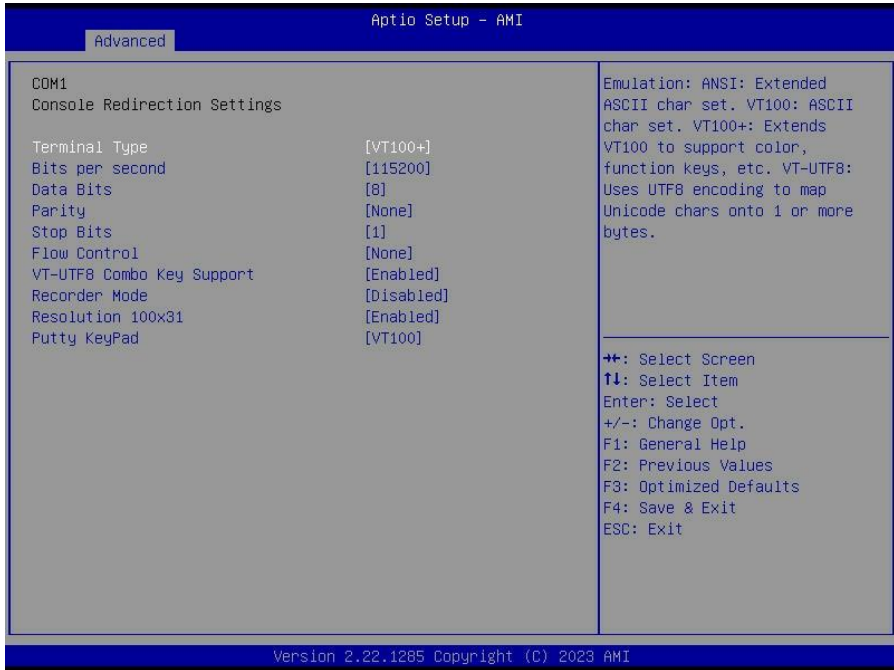 Aptio Setup – AMI
Advanced
COM1
Console Redirection Settings
Terminal Type [VT100+]
Bits per second [115200]
Data Bits [8]
Parity [None]
Stop Bits [1]
Flow Control [None]
VT-UTF8 Combo Key Support [Enabled]
Recorder Mode [Disabled]
Resolution 100x31 [Enabled]
Putty KeyPad [VT100]
Emulation: ANSI: Extended
ASCII char set. VT100: ASCII
char set. VT100+: Extends
VT100 to support color,
function keys, etc. VT-UTF8:
Uses UTF8 encoding to map
Unicode chars onto 1 or more
bytes.
→←: Select Screen
↑↓: Select Item
Enter: Select
+/-: Change Opt.
F1: General Help
F2: Previous Values
F3: Optimized Defaults
F4: Save & Exit
ESC: Exit
Version 2.22.1285 Copyright (C) 2023 AMI